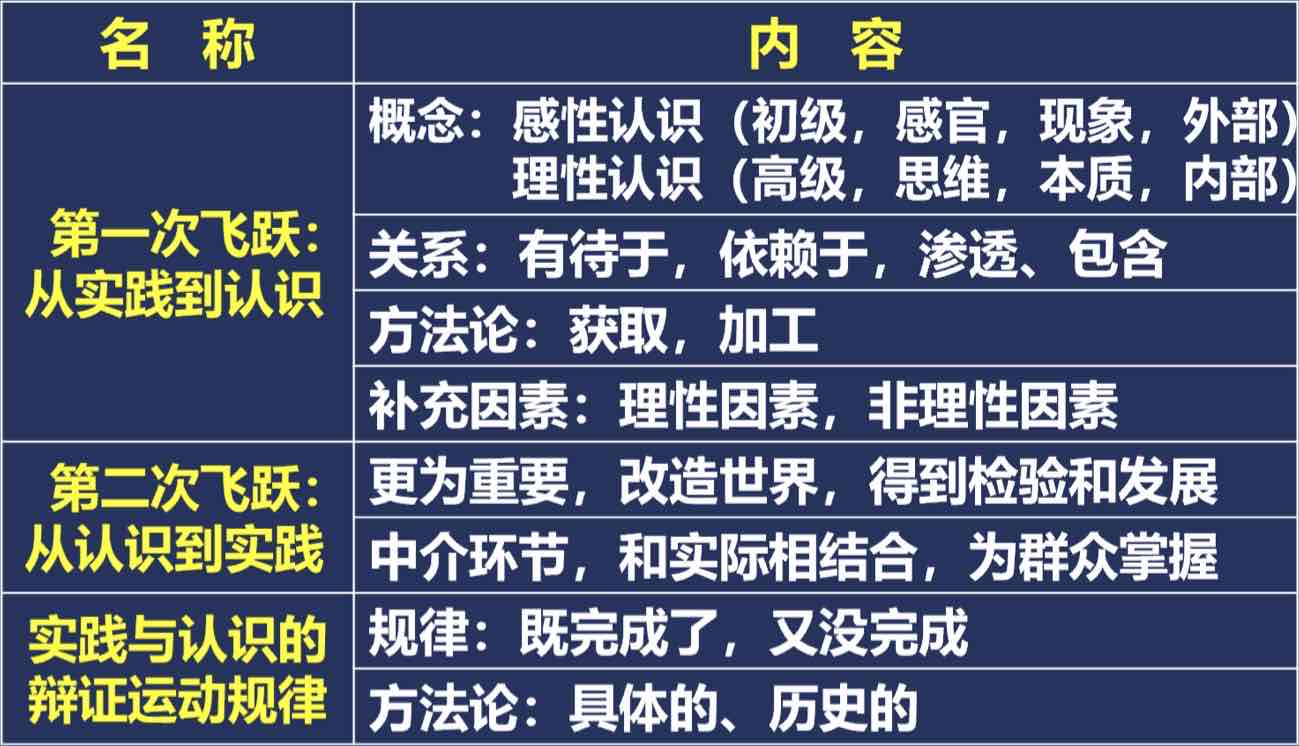 名 称
内 容
第一次飞跃：
从实践到认识
概念：感性认识（初级，感官，现象，外部）
理性认识（高级，思维，本质，内部）
关系：有待于，依赖于，渗透、包含
方法论：获取，加工
补充因素：理性因素，非理性因素
第二次飞跃：
从认识到实践
更为重要，改造世界，得到检验和发展
中介环节，和实际相结合，为群众掌握
实践与认识的
辩证运动规律
规律：既完成了，又没完成
方法论：具体的、历史的